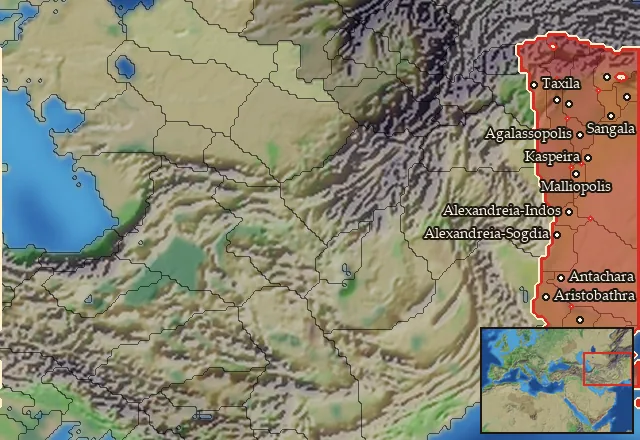 Taxila
Sangala
Agalassopolis
Kaspeira
Malliopolis
Alexandreia-Indos
Alexandreia-Sogdia
Antachara
Aristobathra